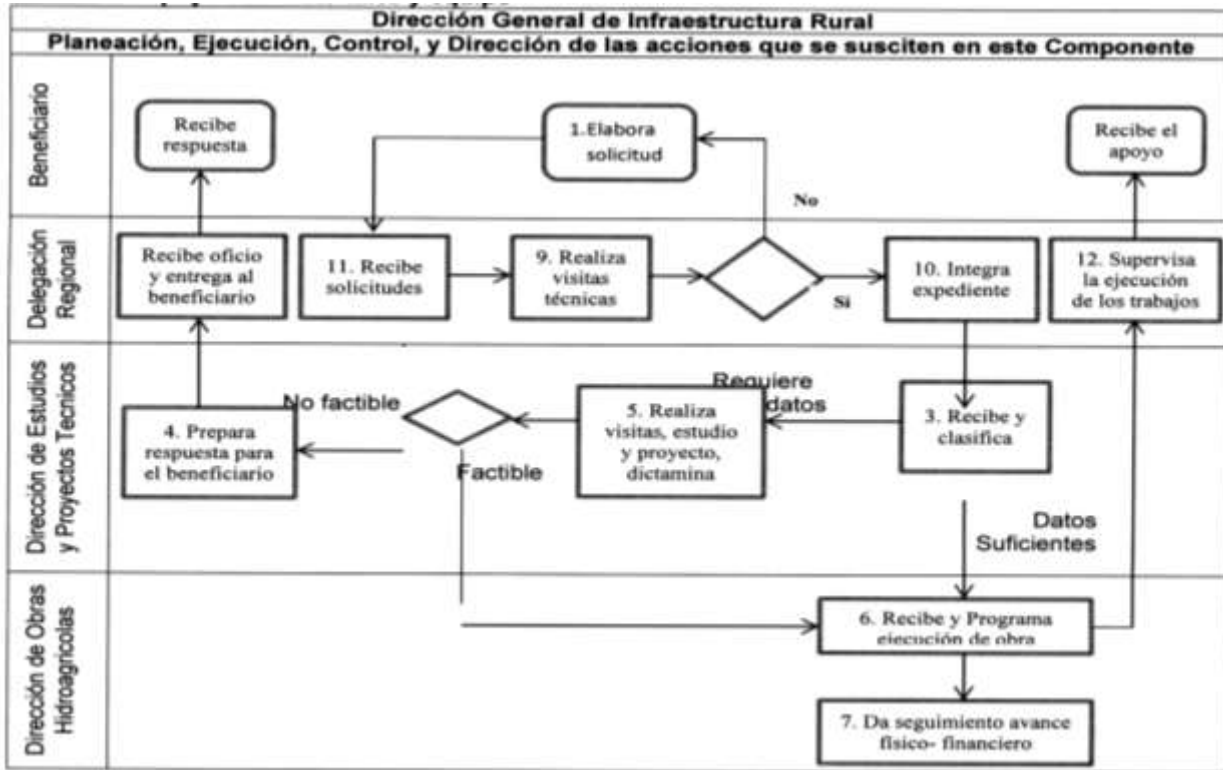 Dirección General de Infraestructura Rural
Planeación, Ejecución, Control, y Dirección de las acciones que se susciten en este Componente
Beneficiario
Recibe
respuesta
1.Elabora
solicitud
Recibe el
apoyo
No
Delegación
Regional
Recibe oficio
y entrega al
beneficiario
11. Recibe
solicitudes
9. Realiza
visitas
técnicas
Sí
10. Integra
expediente
12. Supervisa
la ejecución
de los trabajos
Dirección de Estudios
y Proyectos Tecnicos
4. Prepara
respuesta para
el beneficiario
No factible
Factible
5. Realiza
visitas, estudio
y proyecto,
dictamina
Requiere
datos
3. Recibe y
clasifica
Datos
Suficientes
Dirección de Obras
Hidroagrícolas
6. Recibe y Programa
ejecución de obra
7. Da seguimiento avance
físico- financiero